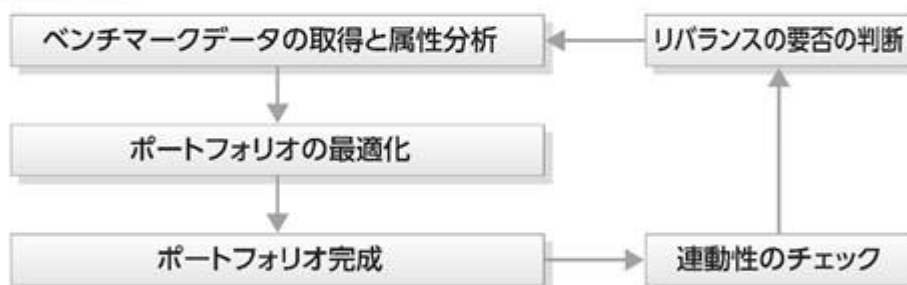 ベンチマークデータの取得と属性分析
リバランスの要否の判断
ポートフォリオの最適化
ポートフォリオ完成
連動性のチェック